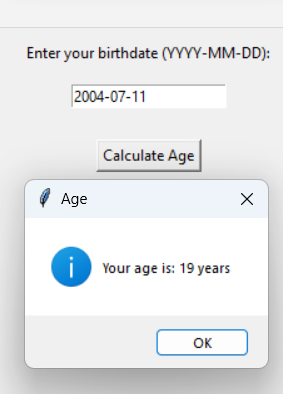 Enter your birthdate (YYYY-MM-DD):
2004-07-11
Calculate Age
Age
Your age is: 19 years
OK